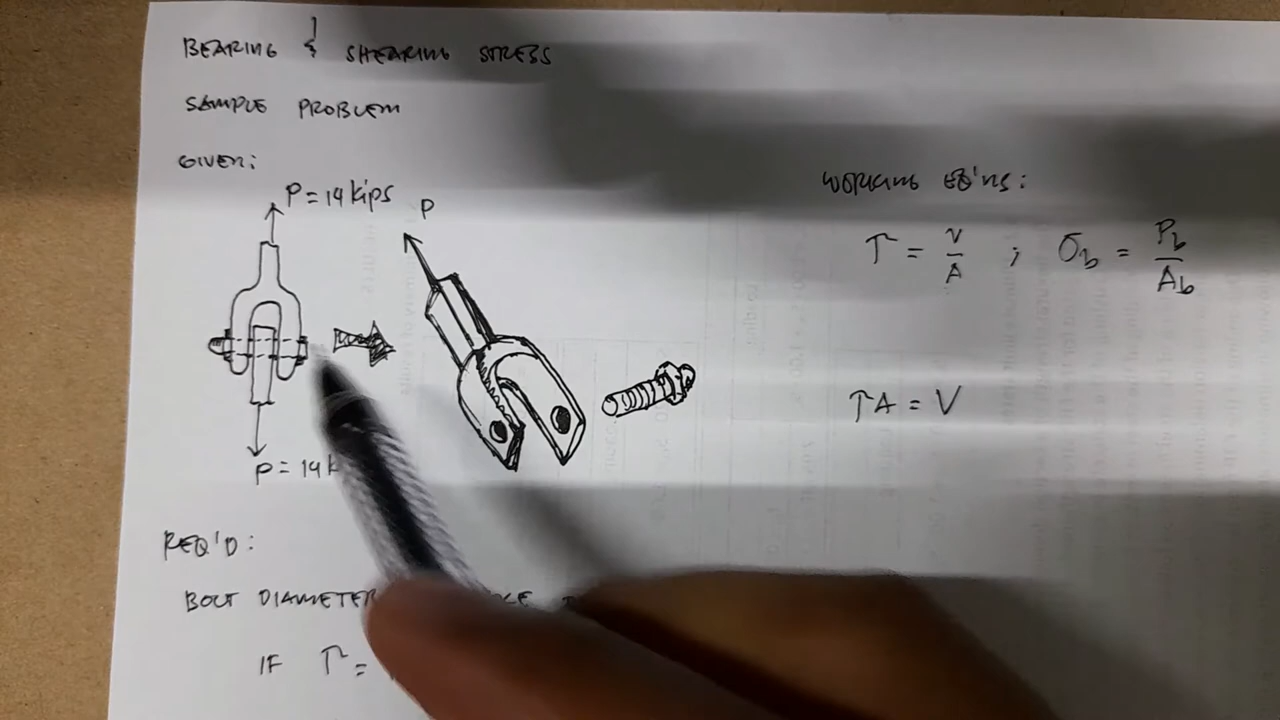 BEARING & SHEARING STRESS
SAMPLE PROBLEM
GIVEN:
P = 14 kips
P
P = 14 k
WORKING EQ'NS:
τ = V/A ; σb = Pb/Ab
τA = V
REQ'D:
BOLT DIAMETER
IF τ =